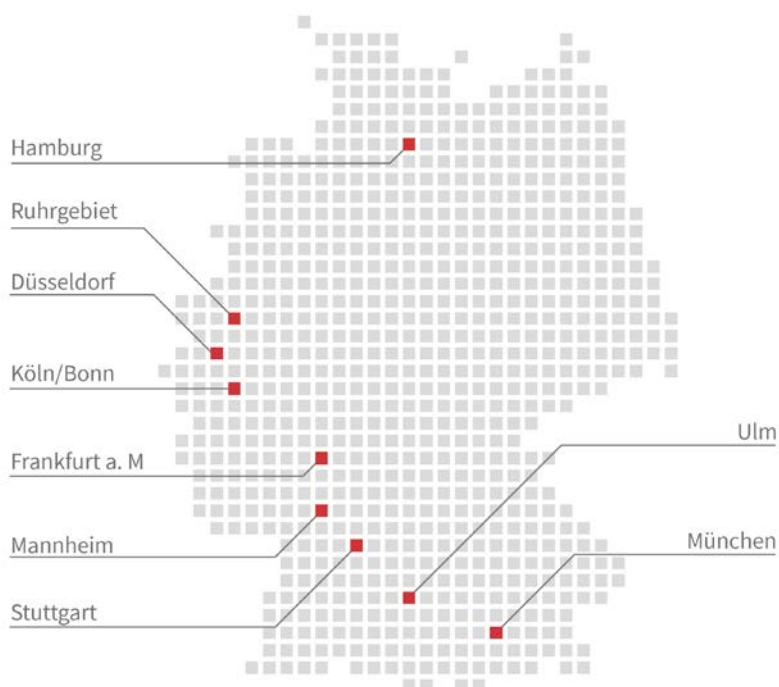 Hamburg
Ruhrgebiet
Düsseldorf
Köln/Bonn
Frankfurt a. M
Mannheim
Stuttgart
Ulm
München